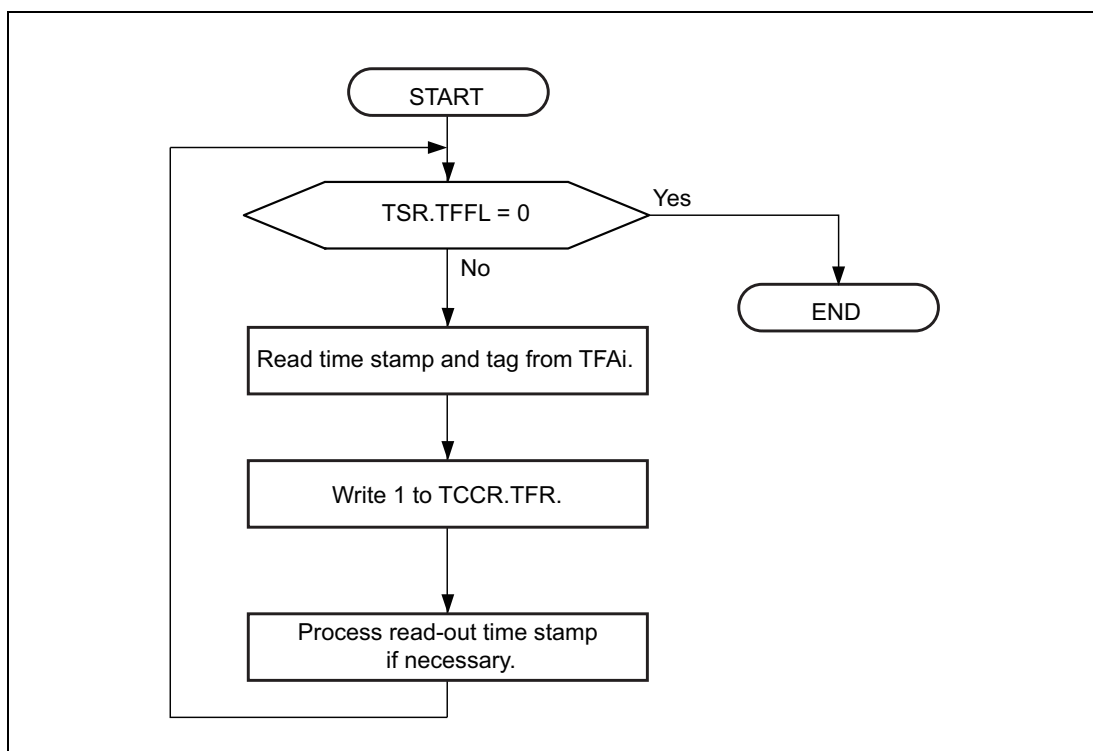 START
TSR.TFFL = 0
Yes
No
END
Read time stamp and tag from TFAi.
Write 1 to TCCR.TFR.
Process read-out time stamp
if necessary.